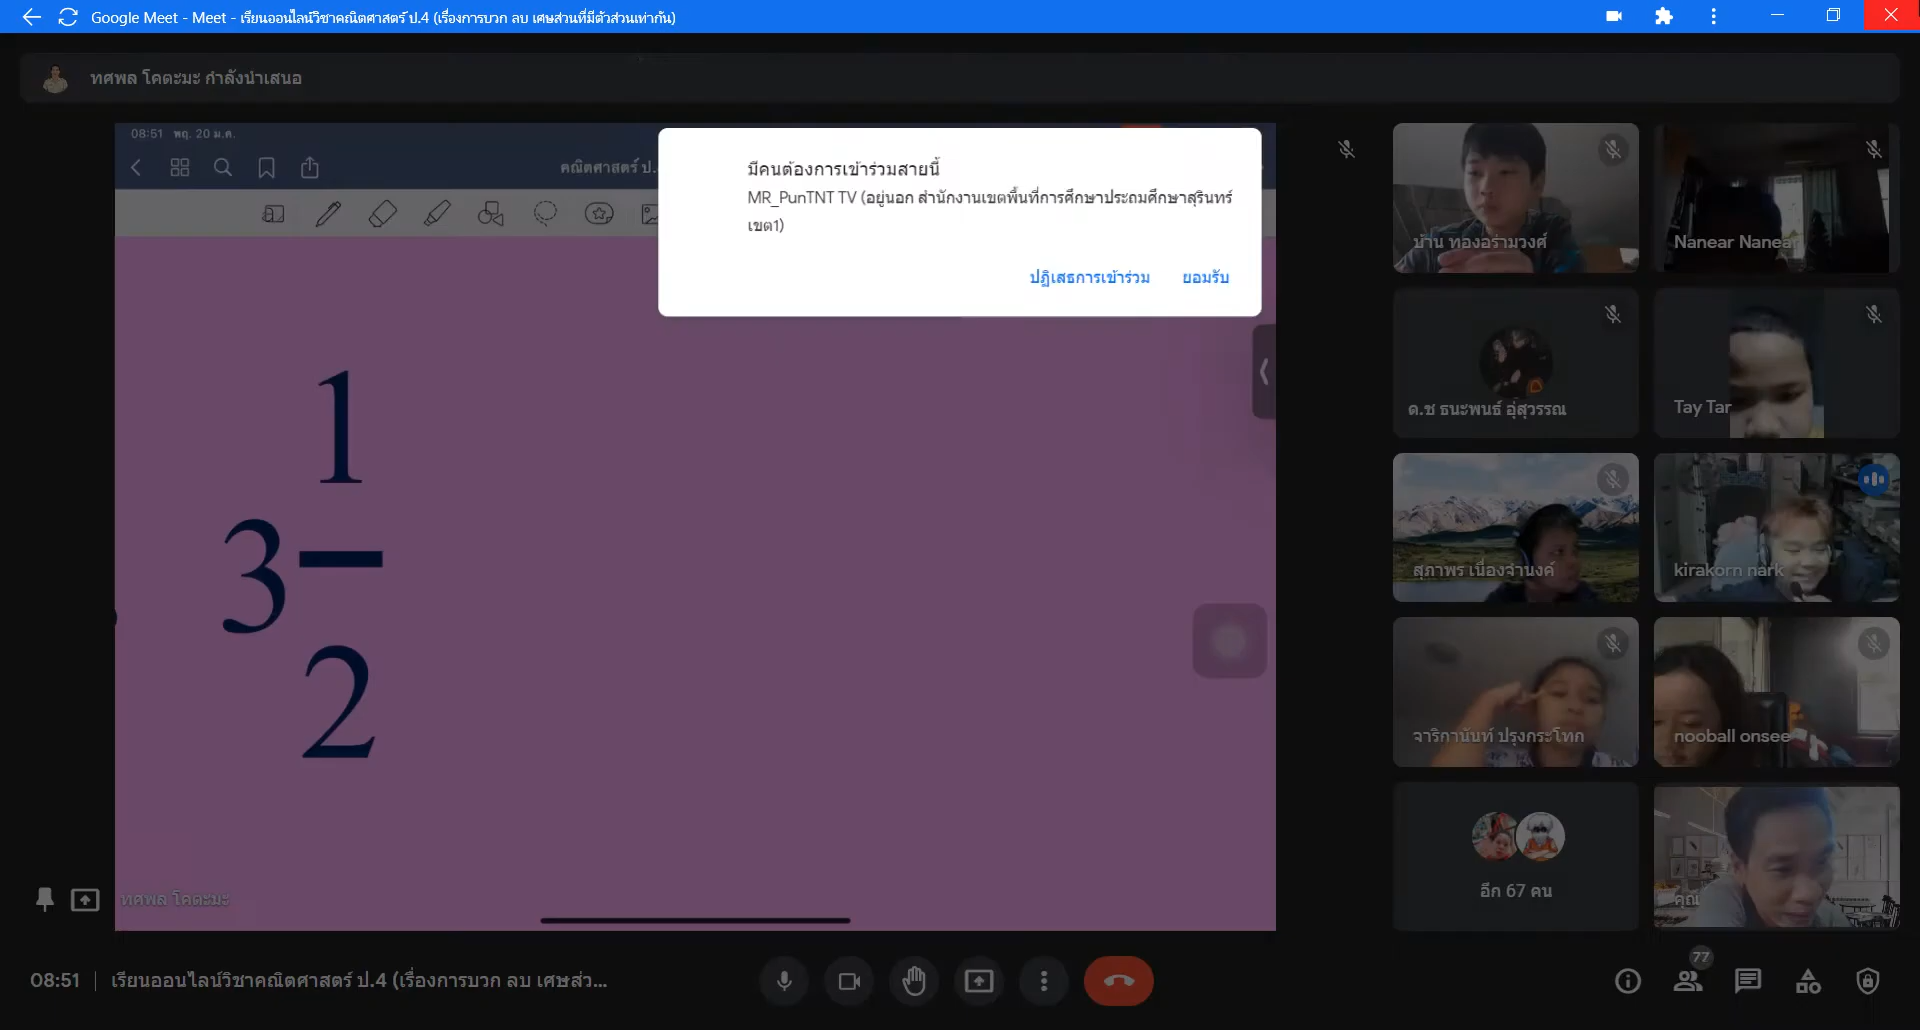 Google Meet - Meet - เรียนออนไลน์วิชาคณิตศาสตร์ ป.4 (เรื่องการบวก ลบ เศษส่วนที่มีตัวส่วนเท่ากัน)
ทศพล โคตะมะ กำลังนำเสนอ
08:51 พฤ. 20 ม.ค.
คณิตศาสตร์ ป.
มีคนต้องการเข้าร่วมสายนี้
MR_PunTNT TV (อยู่นอก สำนักงานเขตพื้นที่การศึกษาประถมศึกษาสุรินทร์
เขต1)
ปฏิเสธการเข้าร่วม ยอมรับ
1
3
2
ทศพล โคตะมะ
บ้าน ทองอร่ามวงศ์
Nanear Nanear
ด.ช ธนะพนธ์ อุ่สุวรรณ
Tay Tar
สุภาพร เนื่องจำนงค์
kirakorn nark
จาริกานันท์ ปรุงกระโทก
nooball onsee
อีก 67 คน
คุณ
08:51 เรียนออนไลน์วิชาคณิตศาสตร์ ป.4 (เรื่องการบวก ลบ เศษส่ว...
77